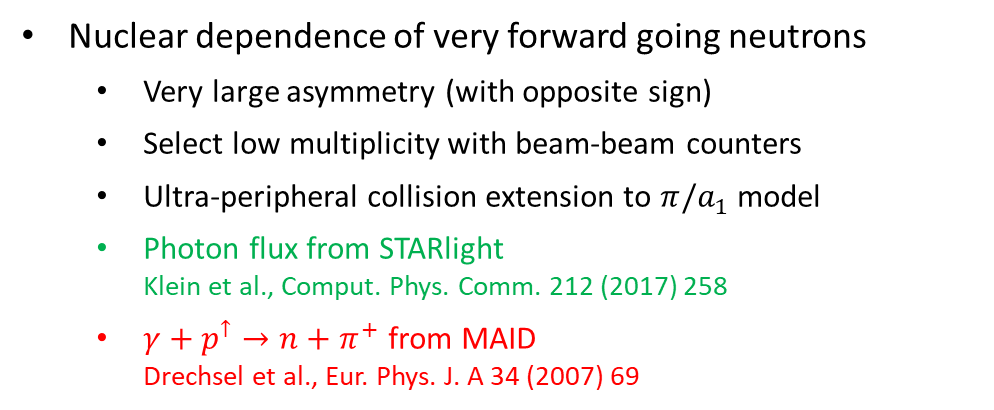 • Nuclear dependence of very forward going neutrons
• Very large asymmetry (with opposite sign)
• Select low multiplicity with beam-beam counters
• Ultra-peripheral collision extension to π/a₁ model
• Photon flux from STARlight
Klein et al., Comput. Phys. Comm. 212 (2017) 258
• γ + p↑ → n + π⁺ from MAID
Drechsel et al., Eur. Phys. J. A 34 (2007) 69